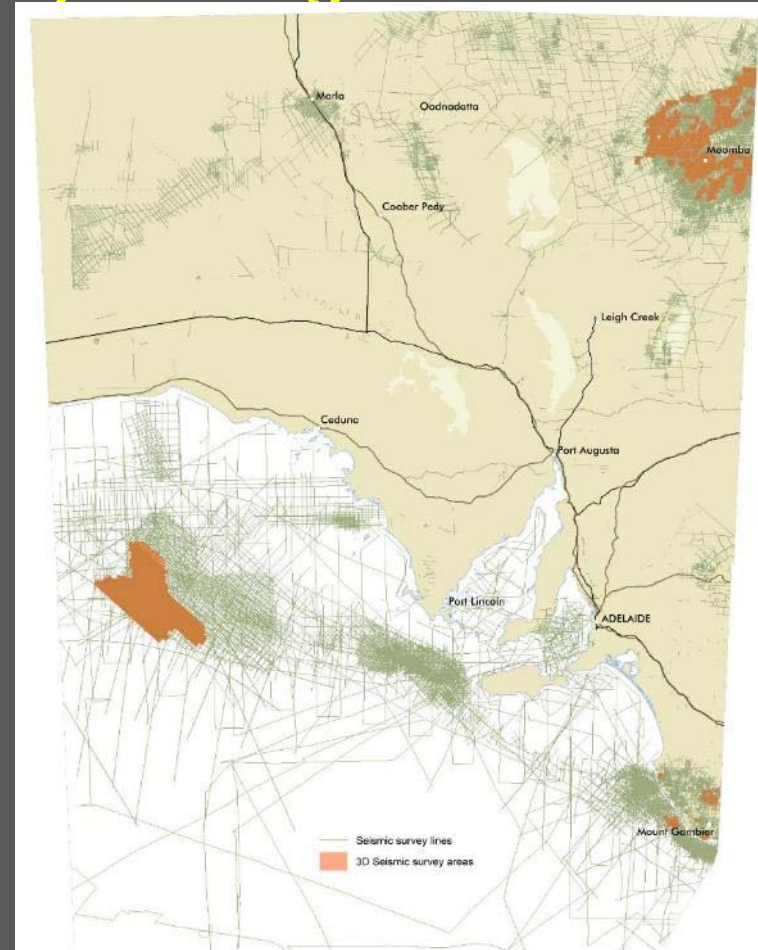 Marla
Oodnadatta
Moomba
Coober Pedy
Leigh Creek
Ceduna
Port Augusta
Port Lincoln
ADELAIDE
Mount Gambier
Seismic survey lines
3D Seismic survey areas